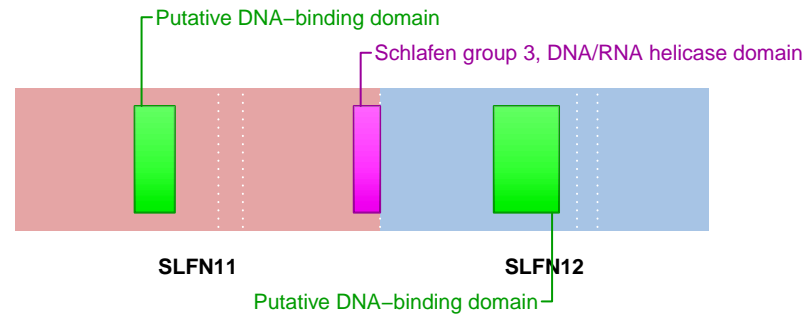 Putative DNA−binding domain
Schlafen group 3, DNA/RNA helicase domain
SLFN11
SLFN12
Putative DNA−binding domain